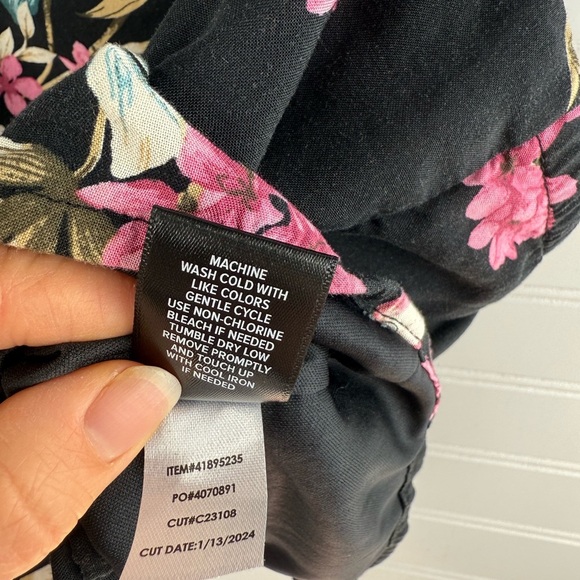 MACHINE
WASH COLD WITH
LIKE COLORS
GENTLE CYCLE
USE NON-CHLORINE
BLEACH IF NEEDED
TUMBLE DRY LOW
REMOVE PROMPTLY
AND TOUCH UP
WITH COOL IRON
IF NEEDED
ITEM#41895235
PO#4070891
CUT#C23108
CUT DATE:1/13/2024